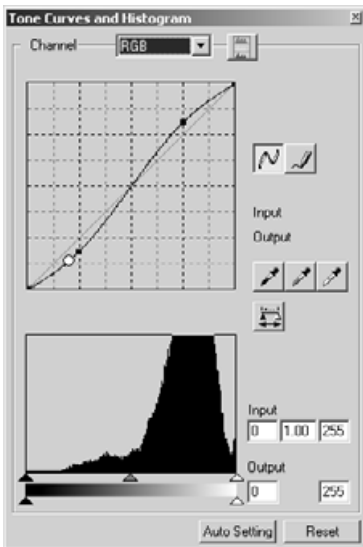 Tone Curves and Histogram
Channel RGB
Input
Output
Input
0 1.00 255
Output
0 255
Auto Setting Reset